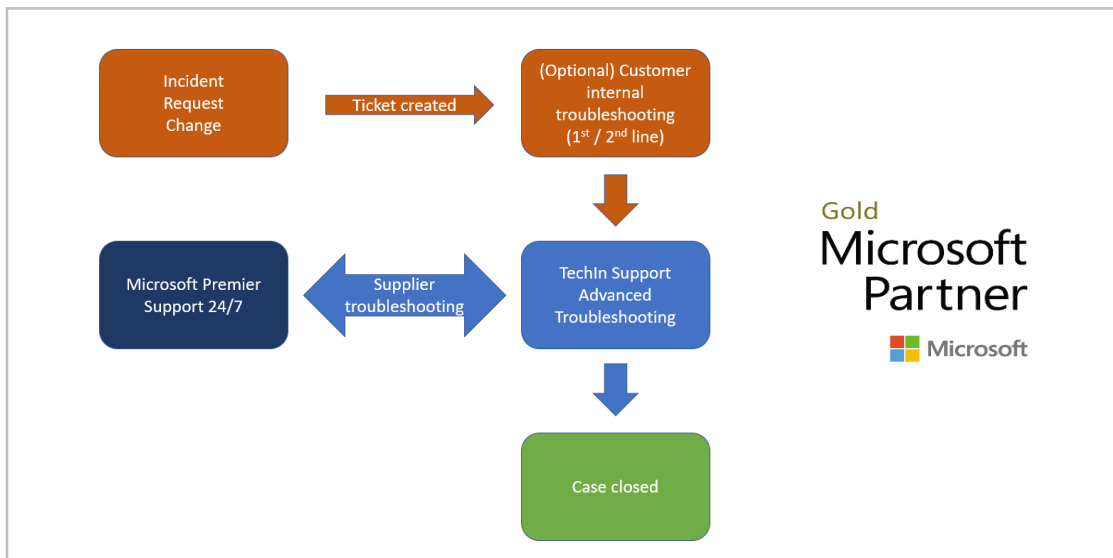 Incident
Request
Change
Ticket created
(Optional) Customer
internal
troubleshooting
(1st / 2nd line)
Microsoft Premier
Support 24/7
Supplier
troubleshooting
TechIn Support
Advanced
Troubleshooting
Case closed
Gold
Microsoft
Partner
Microsoft